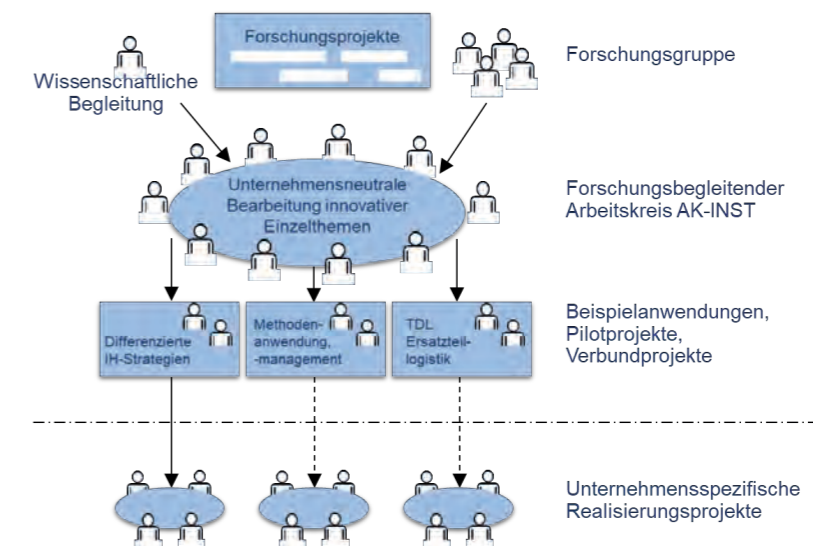 Forschungsprojekte
Forschungsgruppe
Wissenschaftliche
Begleitung
Unternehmensneutrale
Bearbeitung innovativer
Einzelthemen
Forschungsbegleitender
Arbeitskreis AK-INST
Differenzierte
IH-Strategien
Methoden-
anwendung,
-management
TDL
Ersatzteil-
logistik
Beispielanwendungen,
Pilotprojekte,
Verbundprojekte
Unternehmensspezifische
Realisierungsprojekte